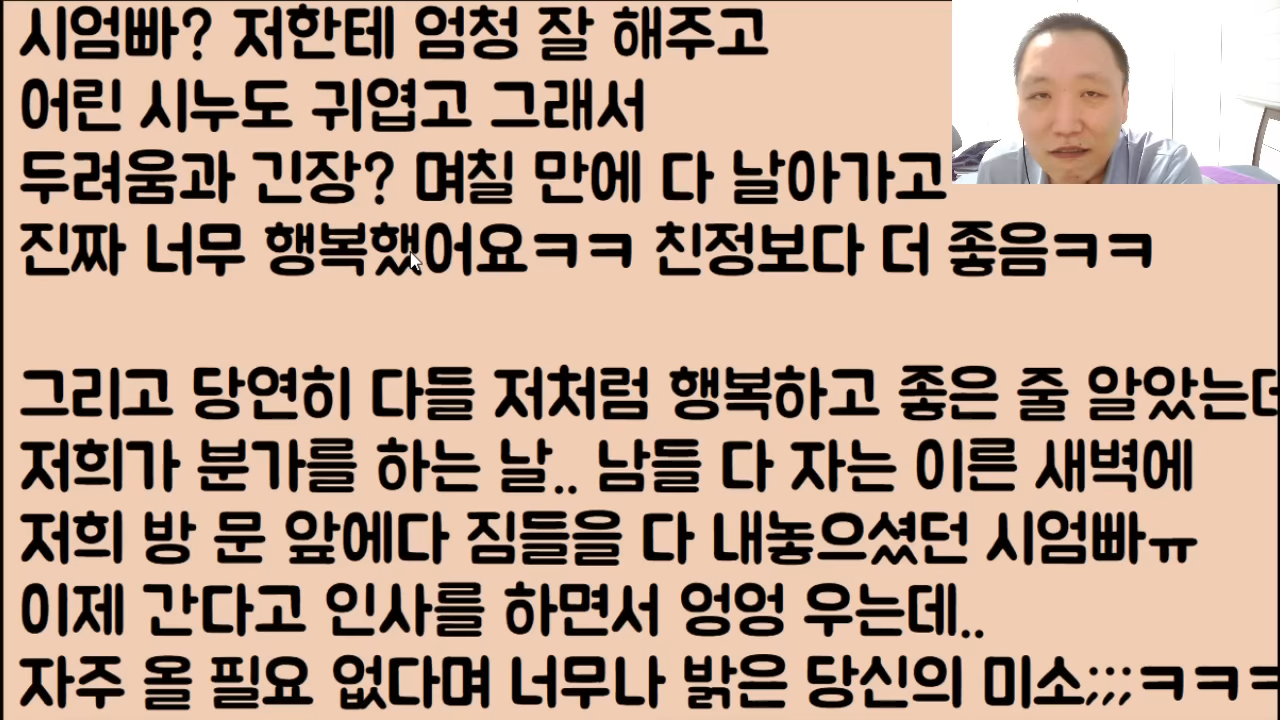 시엄빠? 저한테 엄청 잘 해주고
어린 시누도 귀엽고 그래서
두려움과 긴장? 며칠 만에 다 날아가고
진짜 너무 행복했어요ㅋㅋ 친정보다 더 좋음ㅋㅋ
그리고 당연히 다들 저처럼 행복하고 좋은 줄 알았는데
저희가 분가를 하는 날.. 남들 다 자는 이른 새벽에
저희 방 문 앞에다 짐들을 다 내놓으셨던 시엄빠ㅠ
이제 간다고 인사를 하면서 엉엉 우는데..
자주 올 필요 없다며 너무나 밝은 당신의 미소;;;ㅋㅋㅋ